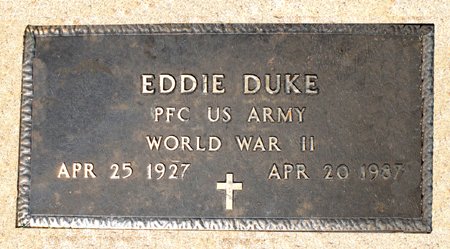 EDDIE DUKE
PFC US ARMY
WORLD WAR II
APR 25 1927 APR 20 1987